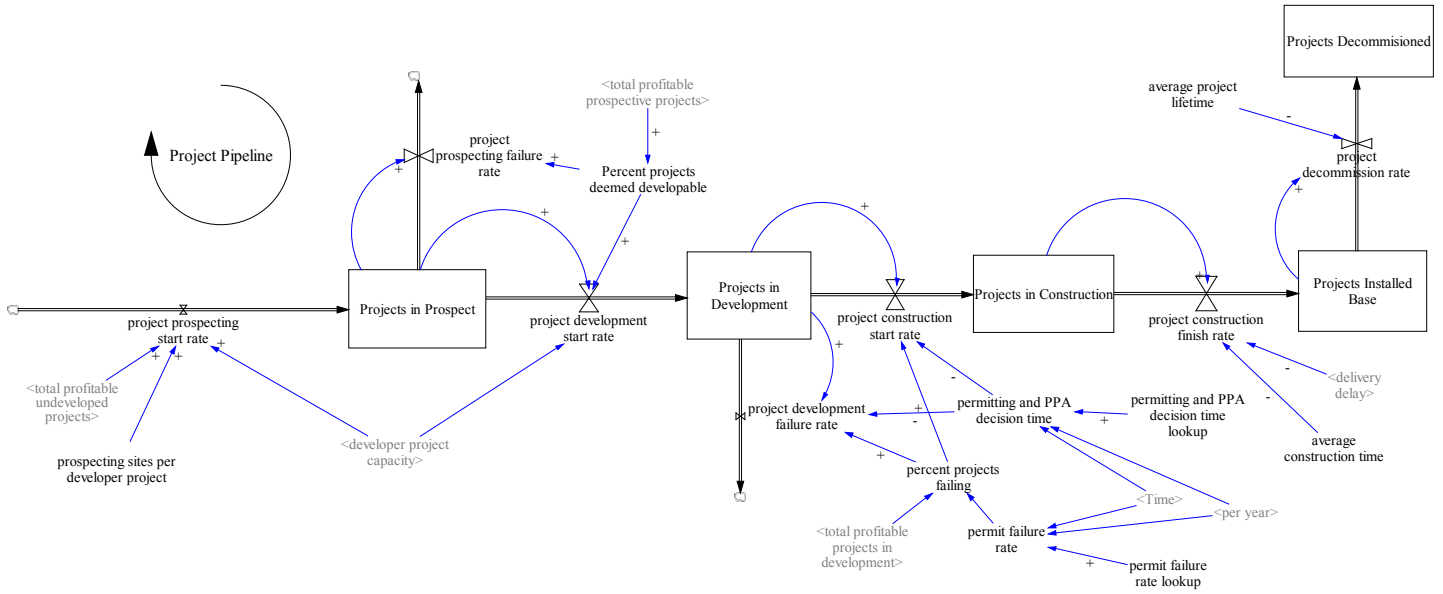 Projects Decommisioned
average project
lifetime
-
project
decommission rate
+
<total profitable
prospective projects>
+
Project Pipeline
project
prospecting failure
rate
+
+
Percent projects
deemed developable
+
+
Projects in Prospect
project prospecting
start rate
+
+
+
project development
start rate
Projects in
Development
+
project construction
start rate
Projects in Construction
+
project construction
finish rate
Projects Installed
Base
<total profitable
undeveloped
projects>
prospecting sites per
developer project
<developer project
capacity>
+
project development
failure rate
+
-
-
permitting and PPA
decision time
+
permitting and PPA
decision time
lookup
-
<delivery
delay>
-
average
construction time
+
percent projects
failing
<Time>
<per year>
<total profitable
projects in
development>
permit failure
rate
+
permit failure
rate lookup